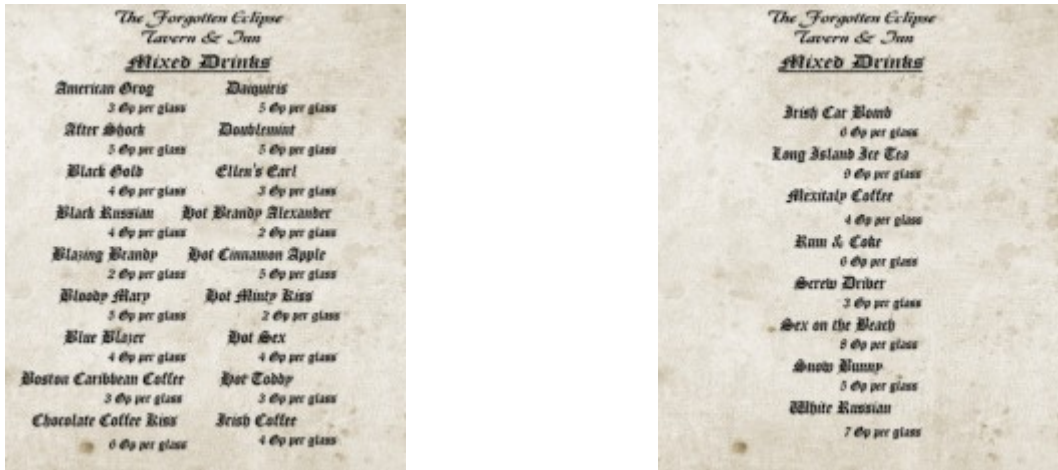 The Forgotten Eclipse
Tavern & Inn
Mixed Drinks
American Grog Daiquiris
3 Gp per glass 5 Gp per glass
After Shock Doublemint
5 Gp per glass 5 Gp per glass
Black Gold Ellen's Earl
4 Gp per glass 3 Gp per glass
Black Russian Hot Brandy Alexander
4 Gp per glass 2 Gp per glass
Blazing Brandy Hot Cinnamon Apple
2 Gp per glass 5 Gp per glass
Bloody Mary Hot Minty Kiss
5 Gp per glass 2 Gp per glass
Blue Blazer Hot Sex
4 Gp per glass 4 Gp per glass
Boston Caribbean Coffee Hot Toddy
3 Gp per glass 3 Gp per glass
Chocolate Coffee Kiss Irish Coffee
6 Gp per glass 4 Gp per glass
The Forgotten Eclipse
Tavern & Inn
Mixed Drinks
Irish Car Bomb
6 Gp per glass
Long Island Ice Tea
9 Gp per glass
Mexitaly Coffee
4 Gp per glass
Rum & Coke
6 Gp per glass
Screw Driver
3 Gp per glass
Sex on the Beach
Gp per glass
Snow Bunny
5 Gp per glass
White Russian
7 Gp per glass